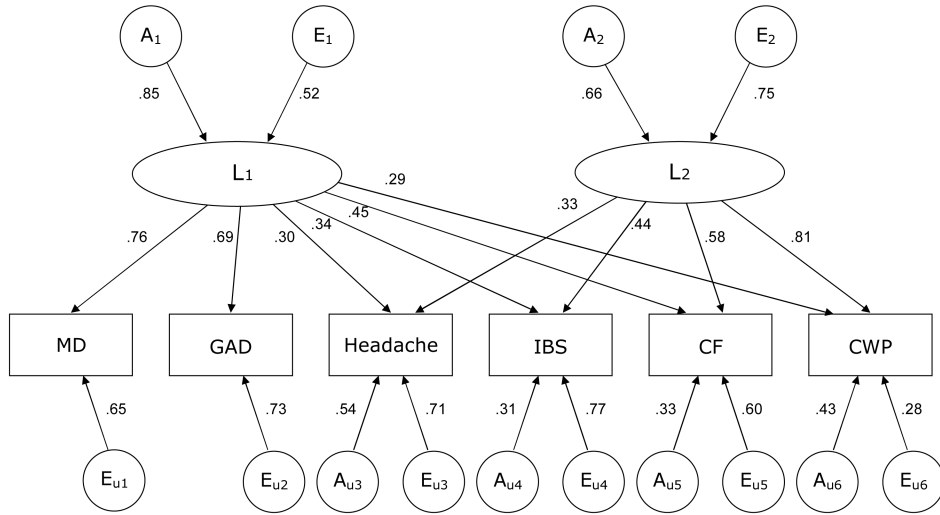 A1 E1 A2 E2
.85 .52 .66 .75
L1 L2
.29
.33
.76 .69 .30 .34 .45 .44 .58 .81
MD GAD Headache IBS CF CWP
.65 .73 .54 .71 .31 .77 .33 .60 .43 .28
Eu1 Eu2 Au3 Eu3 Au4 Eu4 Au5 Eu5 Au6 Eu6